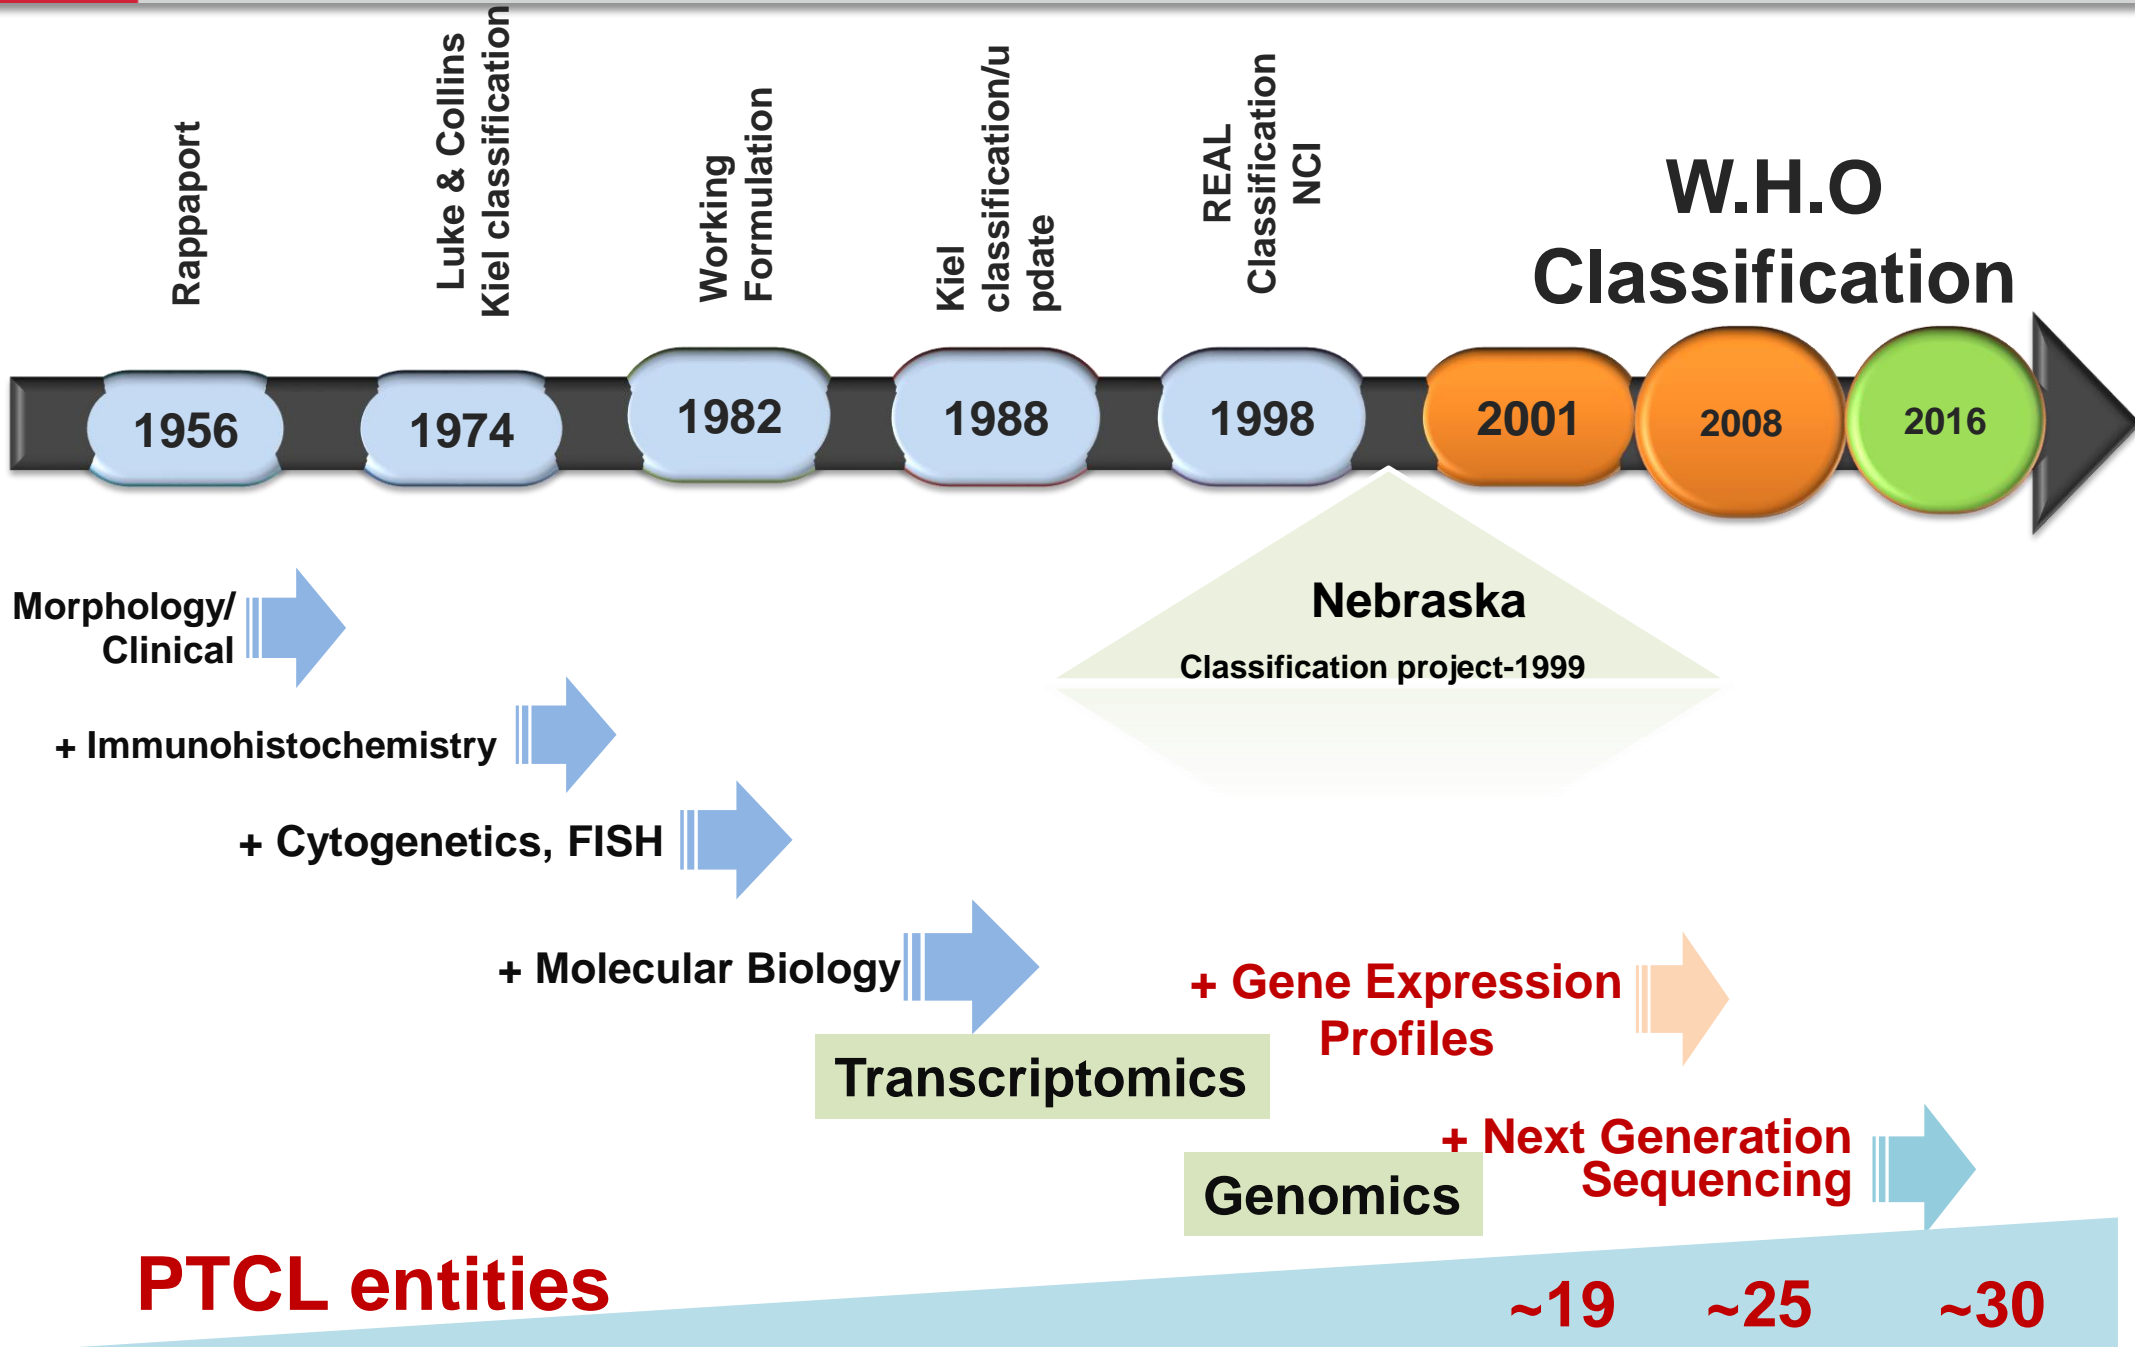 Rappaport
Luke & Collins
Kiel classification
Working
Formulation
Kiel
classification/u
pdate
REAL
Classification
NCI
W.H.O
Classification
1956
1974
1982
1988
1998
2001
2008
2016
Nebraska
Classification project-1999
Morphology/
Clinical
+ Immunohistochemistry
+ Cytogenetics, FISH
+ Molecular Biology
+ Gene Expression
Profiles
Transcriptomics
+ Next Generation
Sequencing
Genomics
PTCL entities
~19
~25
~30